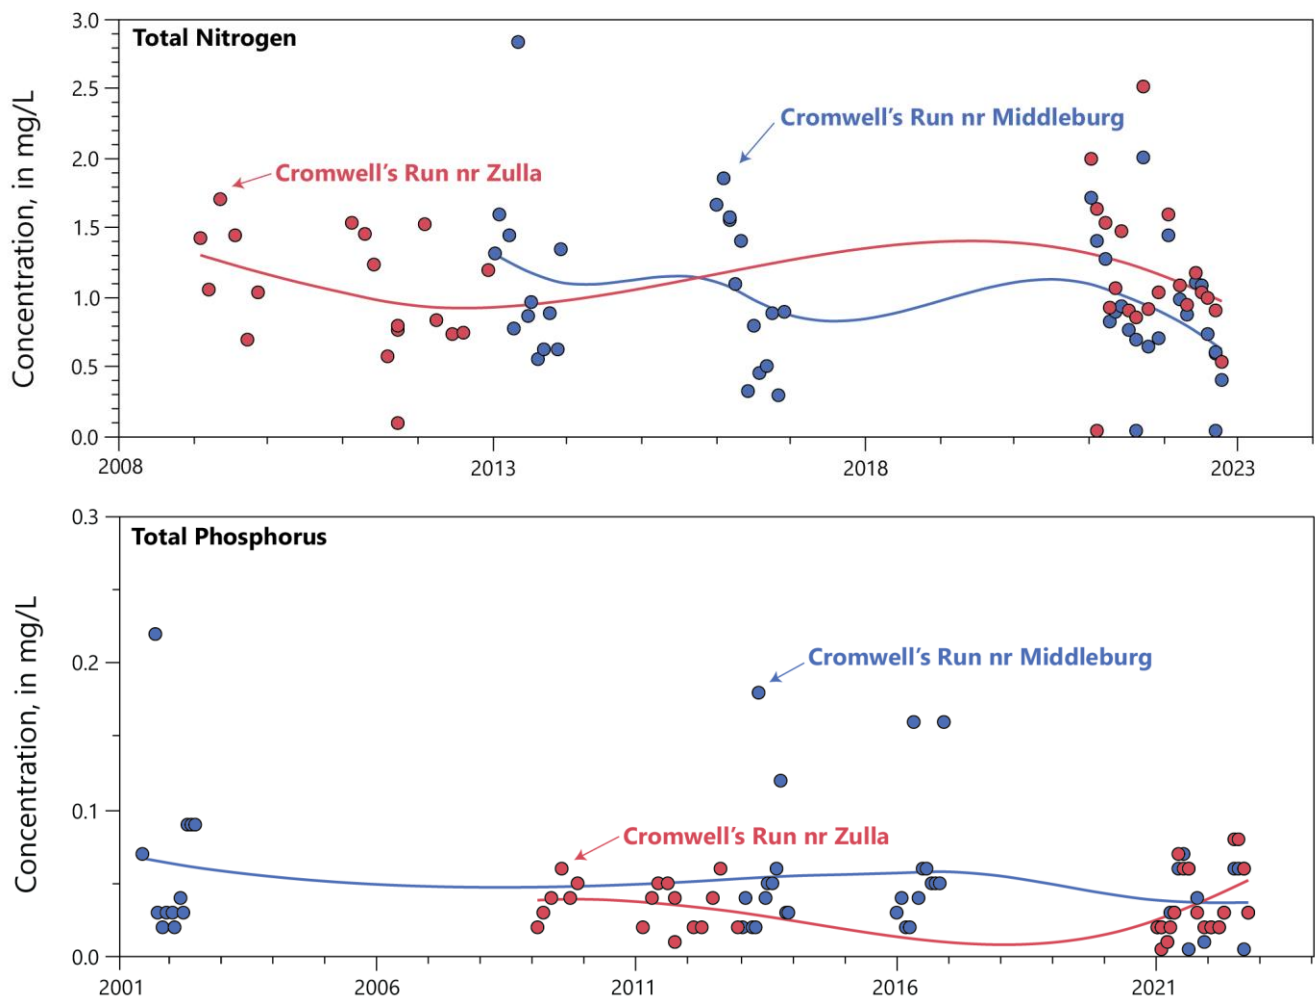 Total Nitrogen
Concentration, in mg/L
3.0
2.5
2.0
1.5
1.0
0.5
0.0
Cromwell's Run nr Middleburg
Cromwell's Run nr Zulla
2008
2013
2018
2023
Total Phosphorus
Concentration, in mg/L
0.3
0.2
0.1
0.0
Cromwell's Run nr Middleburg
Cromwell's Run nr Zulla
2001
2006
2011
2016
2021